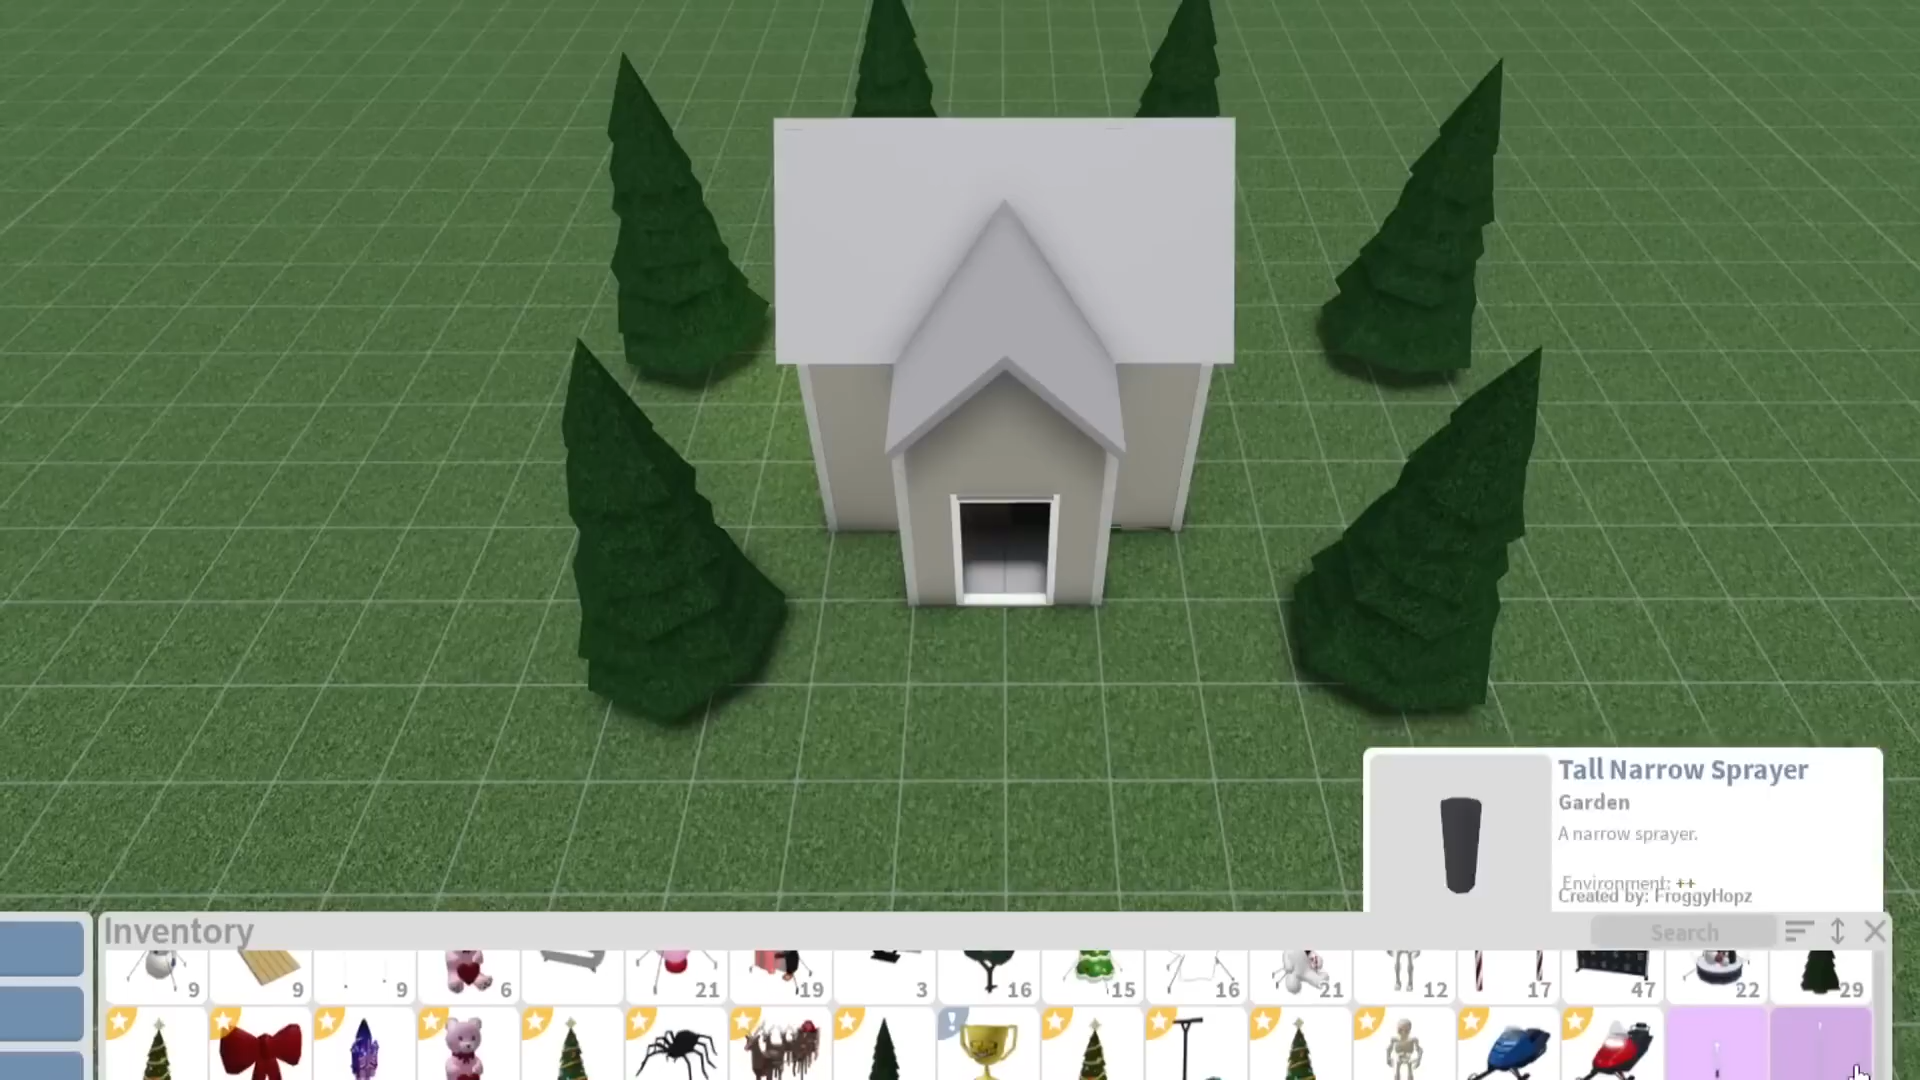 Tall Narrow Sprayer
Garden
A narrow sprayer.
Environment: ++
Created by: FroggyHopz
Inventory
Search
9 9 9 6 21 19 3 16 15 16 21 12 17 47 22 29